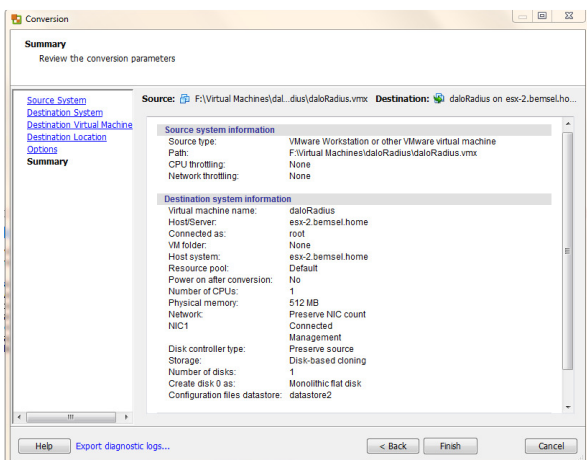 Conversion
Summary
Review the conversion parameters
Source System
Destination System
Destination Virtual Machine
Destination Location
Options
Summary
Source: F:\Virtual Machines\dal...dius\daloRadius.vmx Destination: daloRadius on esx-2.bemsel.ho...
Source system information
Source type: VMware Workstation or other VMware virtual machine
Path: F:\Virtual Machines\daloRadius\daloRadius.vmx
CPU throttling: None
Network throttling: None
Destination system information
Virtual machine name: daloRadius
Host/Server: esx-2.bemsel.home
Connected as: root
VM folder: None
Host system: esx-2.bemsel.home
Resource pool: Default
Power on after conversion: No
Number of CPUs: 1
Physical memory: 512 MB
Network: Preserve NIC count
NIC1 Connected
Management
Disk controller type: Preserve source
Storage: Disk-based cloning
Number of disks: 1
Create disk 0 as: Monolithic flat disk
Configuration files datastore: datastore2
Help Export diagnostic logs... < Back Finish Cancel